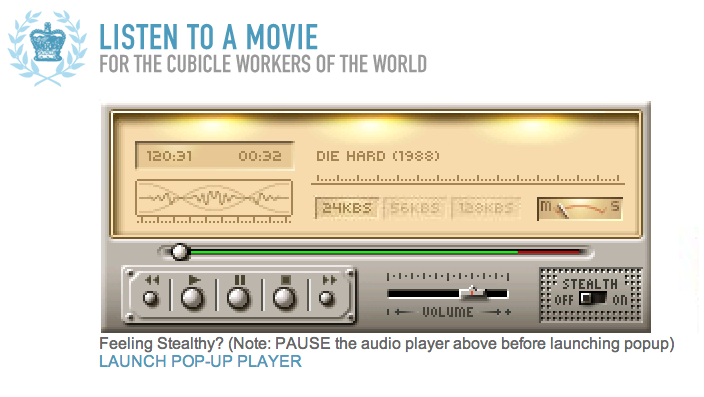 LISTEN TO A MOVIE
FOR THE CUBICLE WORKERS OF THE WORLD
120:31 00:32 DIE HARD (1988)
24KBS 56KBS 128KBS M S
STEALTH
OFF ON
VOLUME
Feeling Stealthy? (Note: PAUSE the audio player above before launching popup)
LAUNCH POP-UP PLAYER